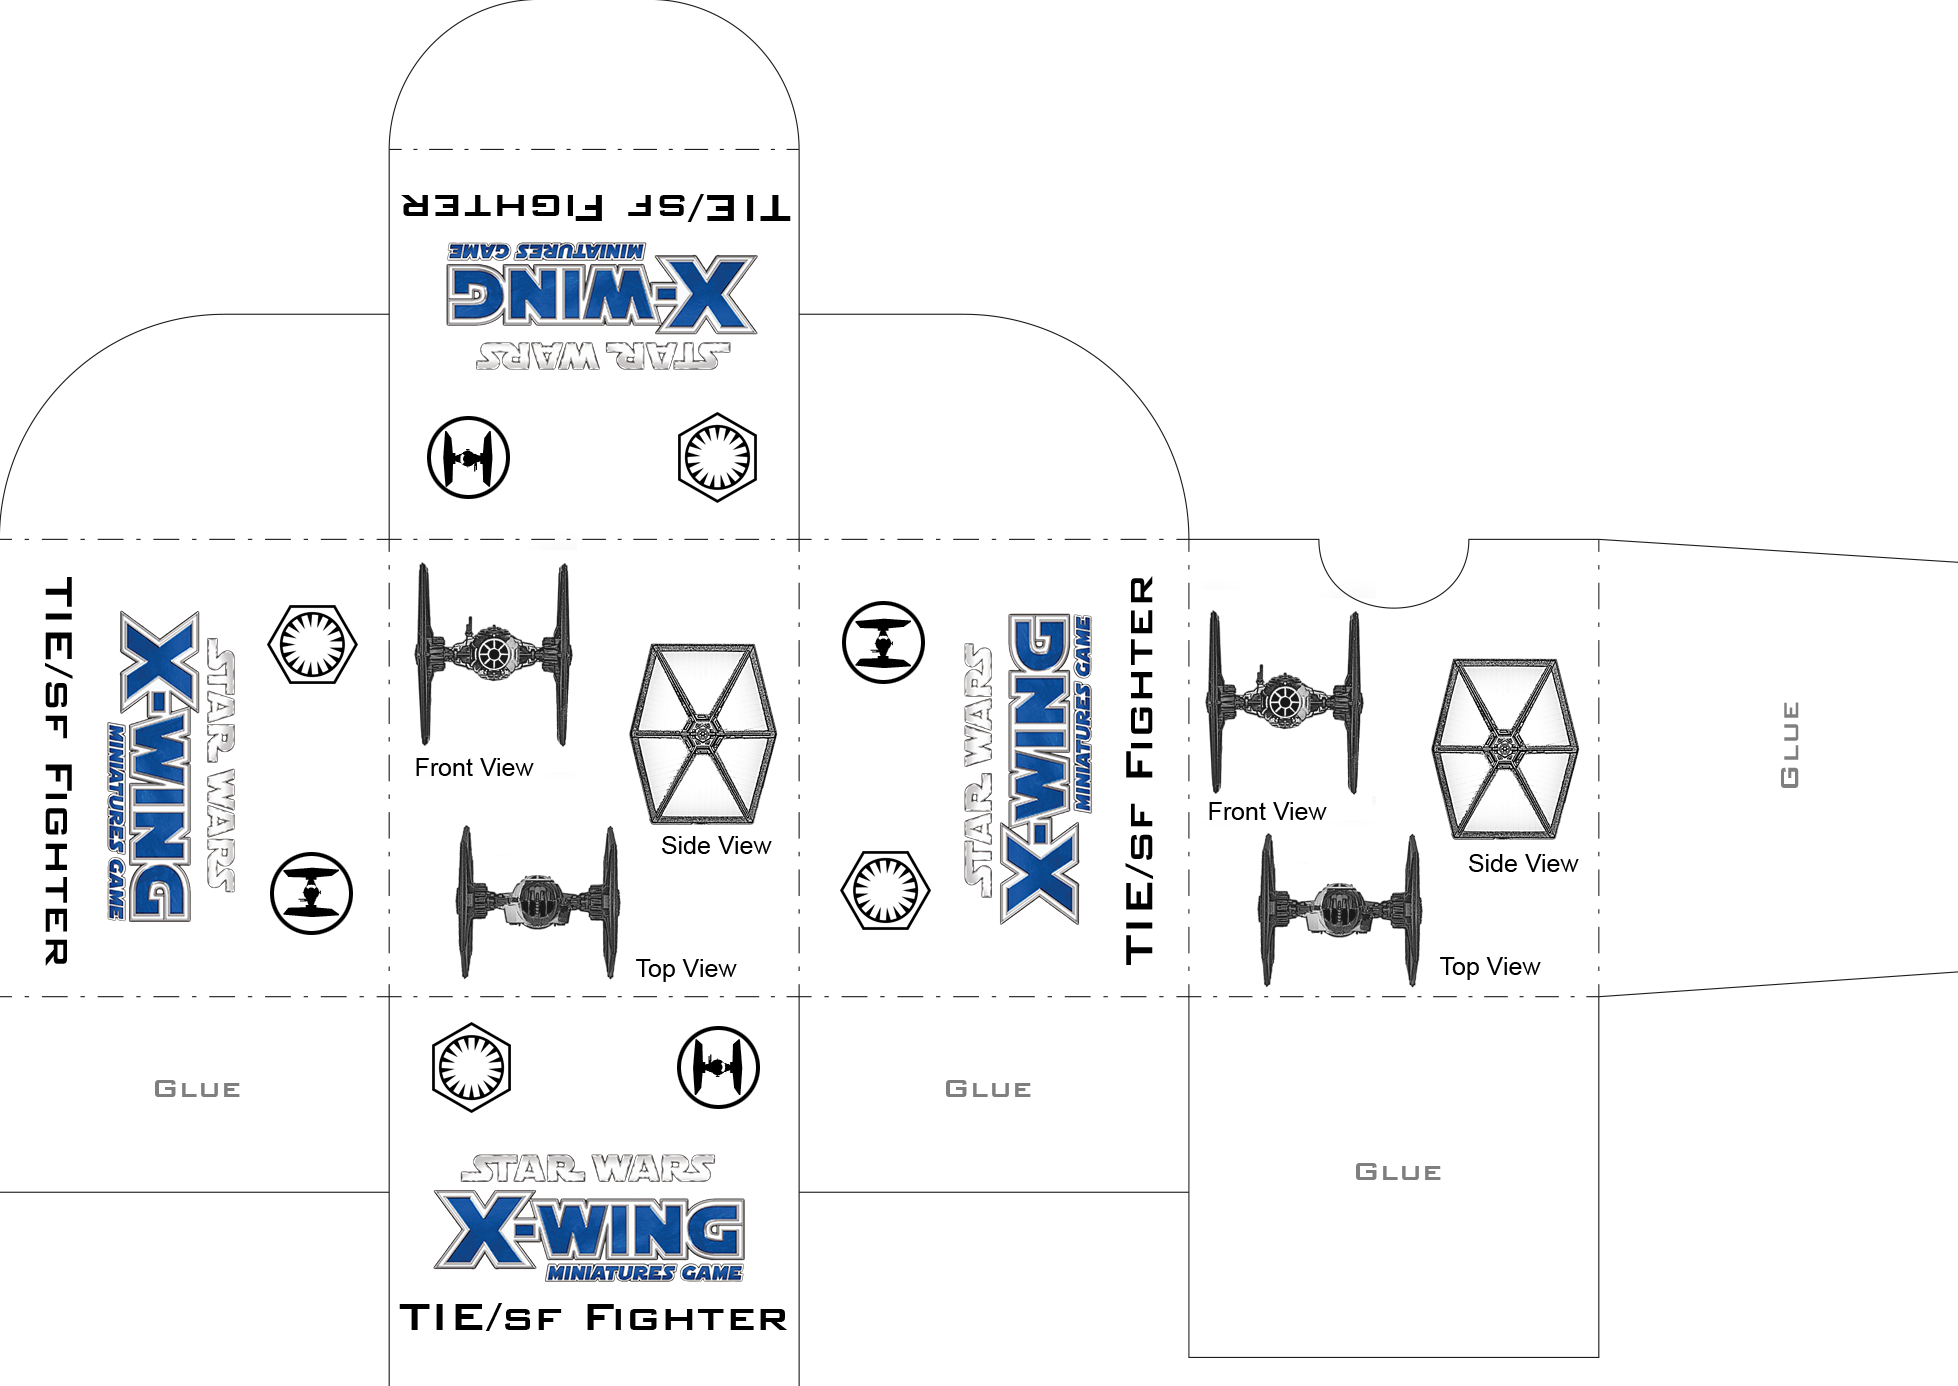 TIE/SF FIGHTER
MINIATURES GAME
X-WING
STAR WARS
TIE/SF FIGHTER
X-WING
MINIATURES GAME
STAR WARS
Front View
Side View
Top View
STAR WARS
X-WING
MINIATURES GAME
TIE/SF FIGHTER
Front View
Side View
Top View
GLUE
GLUE
STAR WARS
X-WING
MINIATURES GAME
TIE/SF FIGHTER
GLUE
GLUE